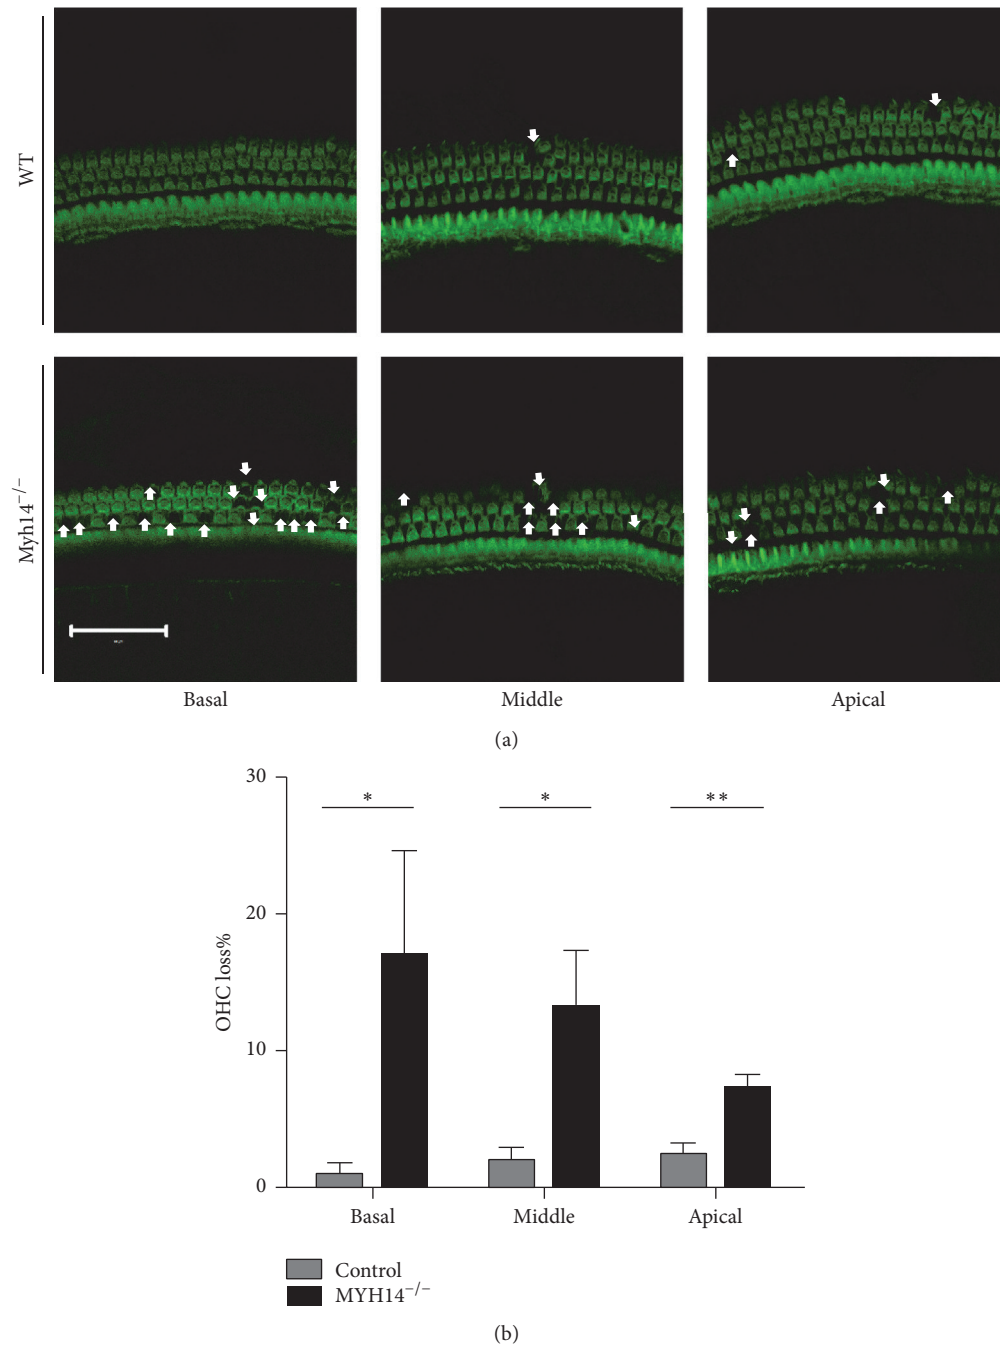 WT
Myh14⁻/⁻
Basal
Middle
Apical
(a)
30
20
10
0
OHC loss%
*
*
**
Basal
Middle
Apical
Control
MYH14⁻/⁻
(b)